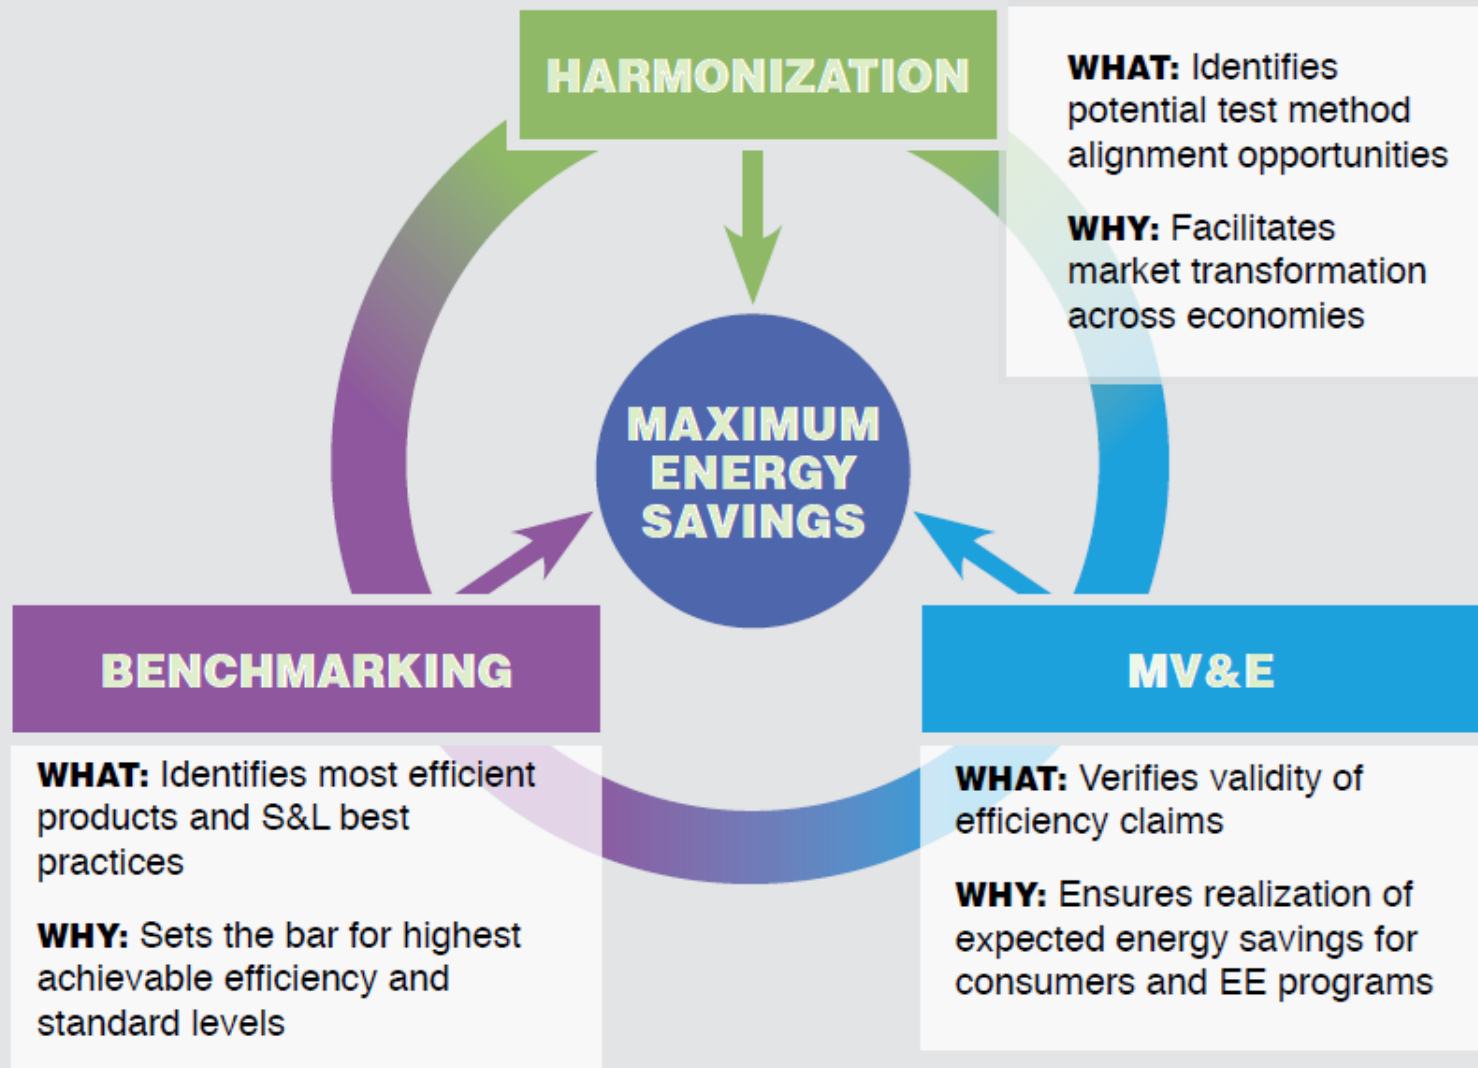 HARMONIZATION
WHAT: Identifies
potential test method
alignment opportunities
WHY: Facilitates
market transformation
across economies
MAXIMUM
ENERGY
SAVINGS
BENCHMARKING
WHAT: Identifies most efficient
products and S&L best
practices
WHY: Sets the bar for highest
achievable efficiency and
standard levels
MV&E
WHAT: Verifies validity of
efficiency claims
WHY: Ensures realization of
expected energy savings for
consumers and EE programs